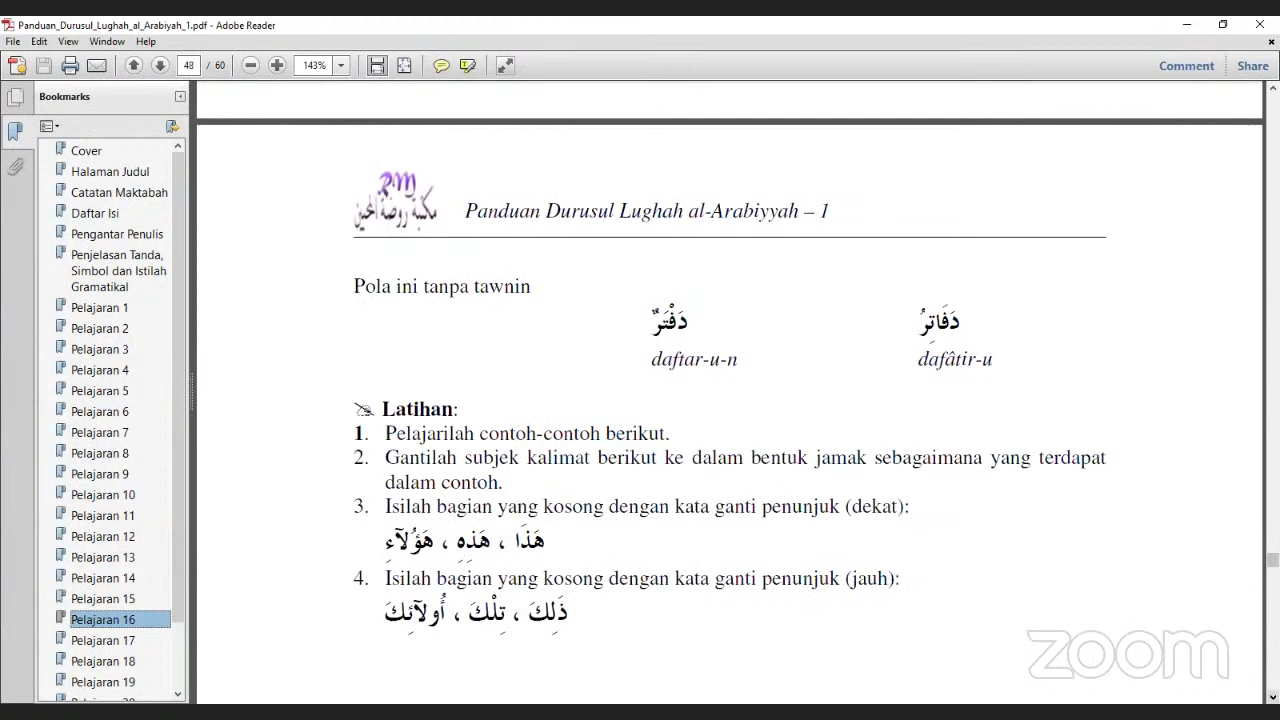 Panduan_Durusul_Lughah_al_Arabiyah_1.pdf - Adobe Reader
File Edit View Window Help
48 / 60 143% Comment Share
Bookmarks
Cover
Halaman Judul
Catatan Maktabah
Daftar Isi
Pengantar Penulis
Penjelasan Tanda,
Simbol dan Istilah
Gramatikal
Pelajaran 1
Pelajaran 2
Pelajaran 3
Pelajaran 4
Pelajaran 5
Pelajaran 6
Pelajaran 7
Pelajaran 8
Pelajaran 9
Pelajaran 10
Pelajaran 11
Pelajaran 12
Pelajaran 13
Pelajaran 14
Pelajaran 15
Pelajaran 16
Pelajaran 17
Pelajaran 18
Pelajaran 19
RM
مكتبة روضة المحبين
Panduan Durusul Lughah al-Arabiyyah – 1
Pola ini tanpa tawnin
دَفْتَرٌ دَفَاتِرُ
daftar-u-n dafâtir-u
Latihan:
1. Pelajarilah contoh-contoh berikut.
2. Gantilah subjek kalimat berikut ke dalam bentuk jamak sebagaimana yang terdapat
dalam contoh.
3. Isilah bagian yang kosong dengan kata ganti penunjuk (dekat):
هَذَا ، هَذِهِ ، هَؤُلآءِ
4. Isilah bagian yang kosong dengan kata ganti penunjuk (jauh):
ذَلِكَ ، تِلْكَ ، أُولآئِكَ
zoom